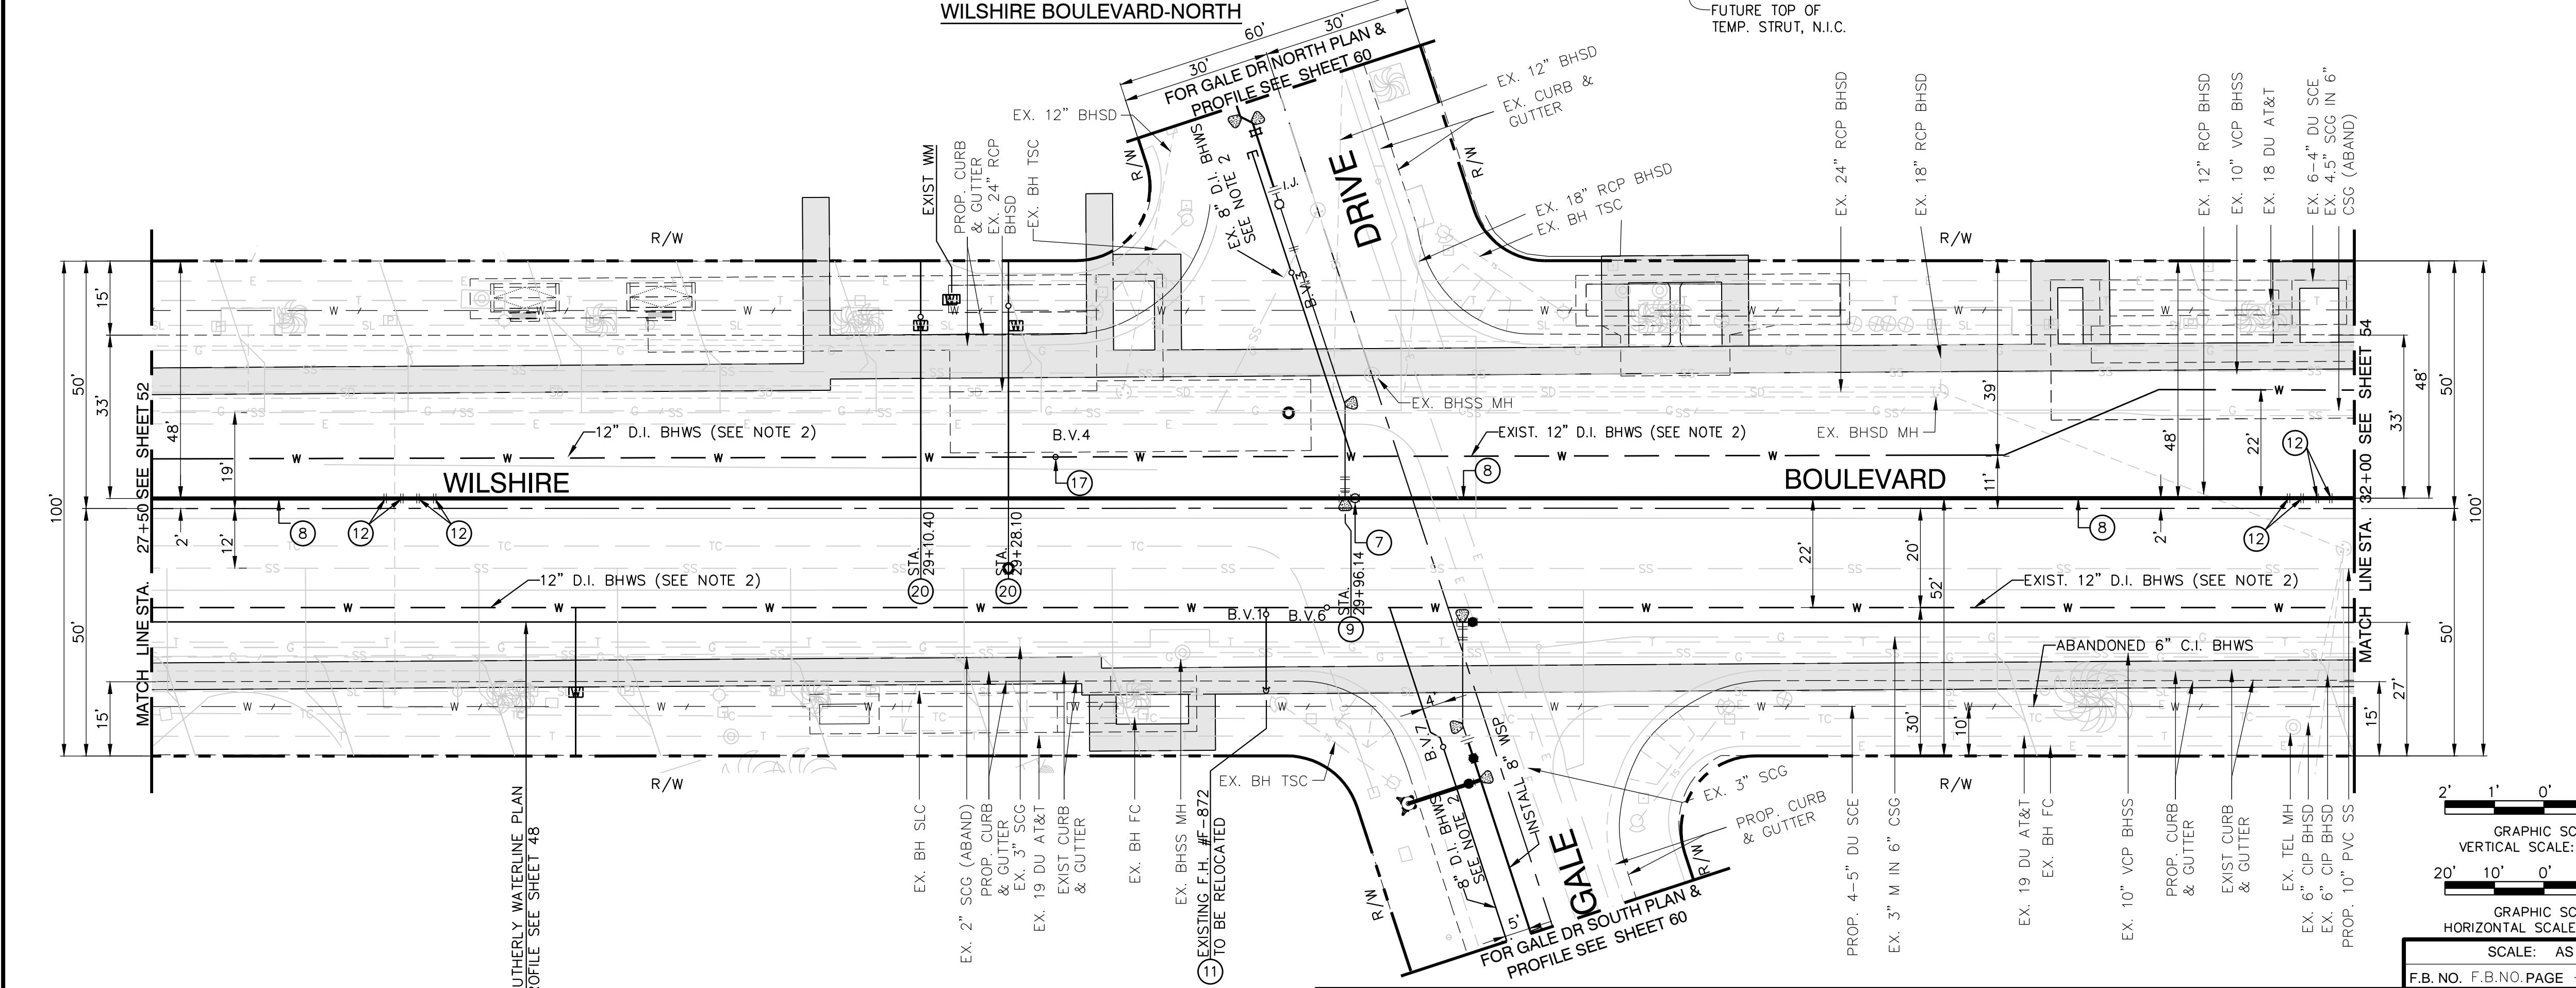 WILSHIRE BOULEVARD-NORTH
FUTURE TOP OF
TEMP. STRUT, N.I.C.
60'
30'
30'
FOR GALE DR NORTH PLAN &
PROFILE SEE SHEET 60
EX. 12" BHSD
EX. 12" BHSD
EX. CURB &
GUTTER
EXIST WM
PROP. CURB
& GUTTER
EX. 24" RCP
BHSD
EX. BH TSC
R/W
R/W
EX. 8" D.I. BHWS
SEE NOTE 2
I.J.
B.V.3
DRIVE
EX. 18" RCP BHSD
EX. BH TSC
EX. 24" RCP BHSD
EX. 18" RCP BHSD
EX. 12" RCP BHSD
EX. 10" VCP BHSS
EX. 18 DU AT&T
EX. 6-4" DU SCE
EX. 4.5" SCG IN 6"
CSG (ABAND)
R/W
R/W
100'
50'
50'
15'
33'
15'
48'
19'
2'
12'
MATCH LINE STA. 27+50 SEE SHEET 52
12" D.I. BHWS (SEE NOTE 2)
B.V.4
17
EX. BHSS MH
EXIST. 12" D.I. BHWS (SEE NOTE 2)
EX. BHSD MH
WILSHIRE
BOULEVARD
8
12
12
8
7
8
12
12
39'
11'
48'
2'
22'
48'
33'
50'
50'
100'
MATCH LINE STA. 32+00 SEE SHEET 54
STA.
29+10.40
20
STA.
29+28.10
20
STA.
29+96.14
9
22'
20'
52'
12" D.I. BHWS (SEE NOTE 2)
B.V.1
B.V.6
EXIST. 12" D.I. BHWS (SEE NOTE 2)
ABANDONED 6" C.I. BHWS
30'
10'
15'
27'
R/W
R/W
4'
B.V.7
EX. BH TSC
8" D.I. BHWS
SEE NOTE 2
INSTALL 8" WSP
EX. 3" SCG
PROP. CURB
& GUTTER
R/W
R/W
5'
GALE
FOR GALE DR SOUTH PLAN &
PROFILE SEE SHEET 60
UTHERLY WATERLINE PLAN
OFILE SEE SHEET 48
EX. BH SLC
EX. 2" SCG (ABAND)
PROP. CURB
& GUTTER
EX. 3" SCG
EX. 19 DU AT&T
EXIST CURB
& GUTTER
EX. BH FC
EX. BHSS MH
EXISTING F.H. #F-872
TO BE RELOCATED
11
PROP. 4-5" DU SCE
EX. 3" M IN 6" CSG
EX. 19 DU AT&T
EX. BH FC
EX. 10" VCP BHSS
PROP. CURB
& GUTTER
EXIST CURB
& GUTTER
EX. TEL MH
EX. 6" CIP BHSD
EX. 6" CIP BHSD
PROP. 10" PVC SS
2' 1' 0'
GRAPHIC SC
VERTICAL SCALE:
20' 10' 0'
GRAPHIC SC
HORIZONTAL SCALE
SCALE: AS
F.B. NO. F.B.NO. PAGE